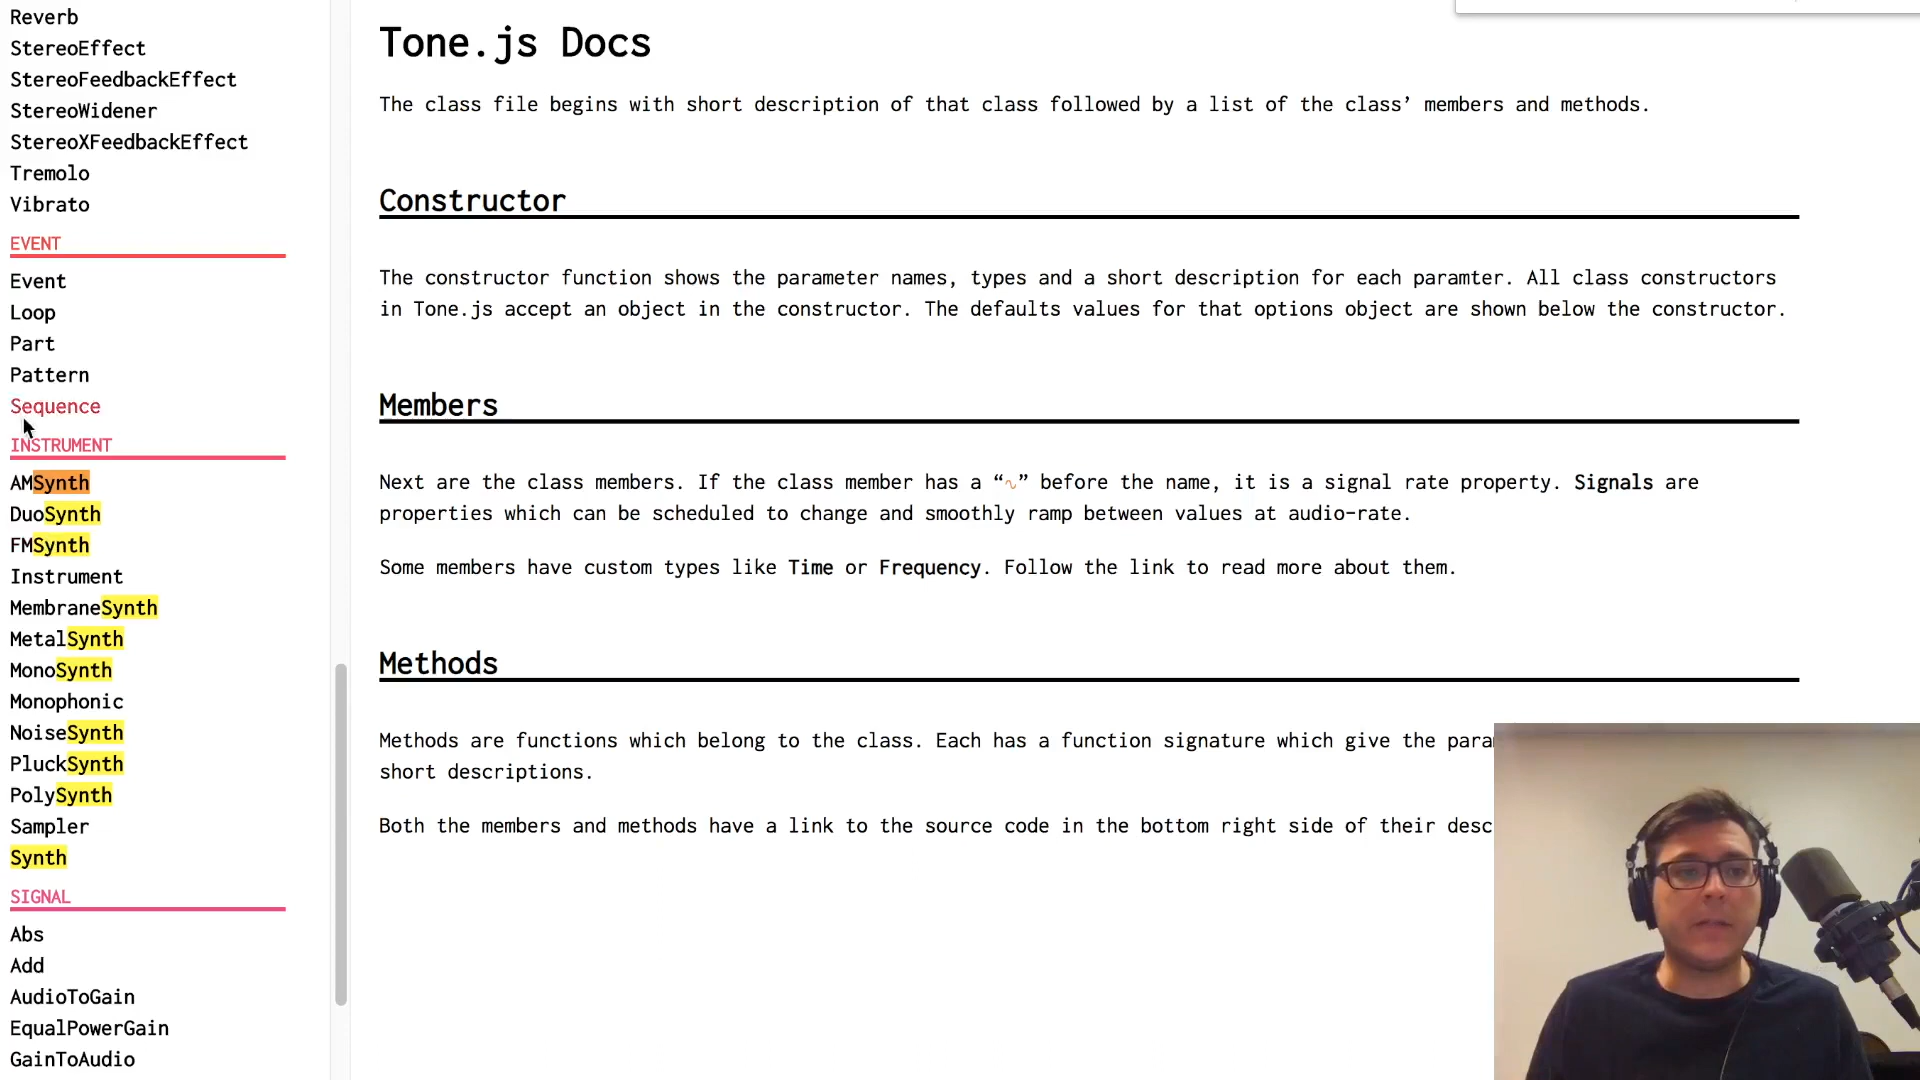 Reverb
StereoEffect
StereoFeedbackEffect
StereoWidener
StereoXFeedbackEffect
Tremolo
Vibrato
EVENT
Event
Loop
Part
Pattern
Sequence
INSTRUMENT
AMSynth
DuoSynth
FMSynth
Instrument
MembraneSynth
MetalSynth
MonoSynth
Monophonic
NoiseSynth
PluckSynth
PolySynth
Sampler
Synth
SIGNAL
Abs
Add
AudioToGain
EqualPowerGain
GainToAudio
Tone.js Docs
The class file begins with short description of that class followed by a list of the class’ members and methods.
Constructor
The constructor function shows the parameter names, types and a short description for each paramter. All class constructors
in Tone.js accept an object in the constructor. The defaults values for that options object are shown below the constructor.
Members
Next are the class members. If the class member has a “∿” before the name, it is a signal rate property. Signals are
properties which can be scheduled to change and smoothly ramp between values at audio-rate.
Some members have custom types like Time or Frequency. Follow the link to read more about them.
Methods
Methods are functions which belong to the class. Each has a function signature which give the para
short descriptions.
Both the members and methods have a link to the source code in the bottom right side of their desc